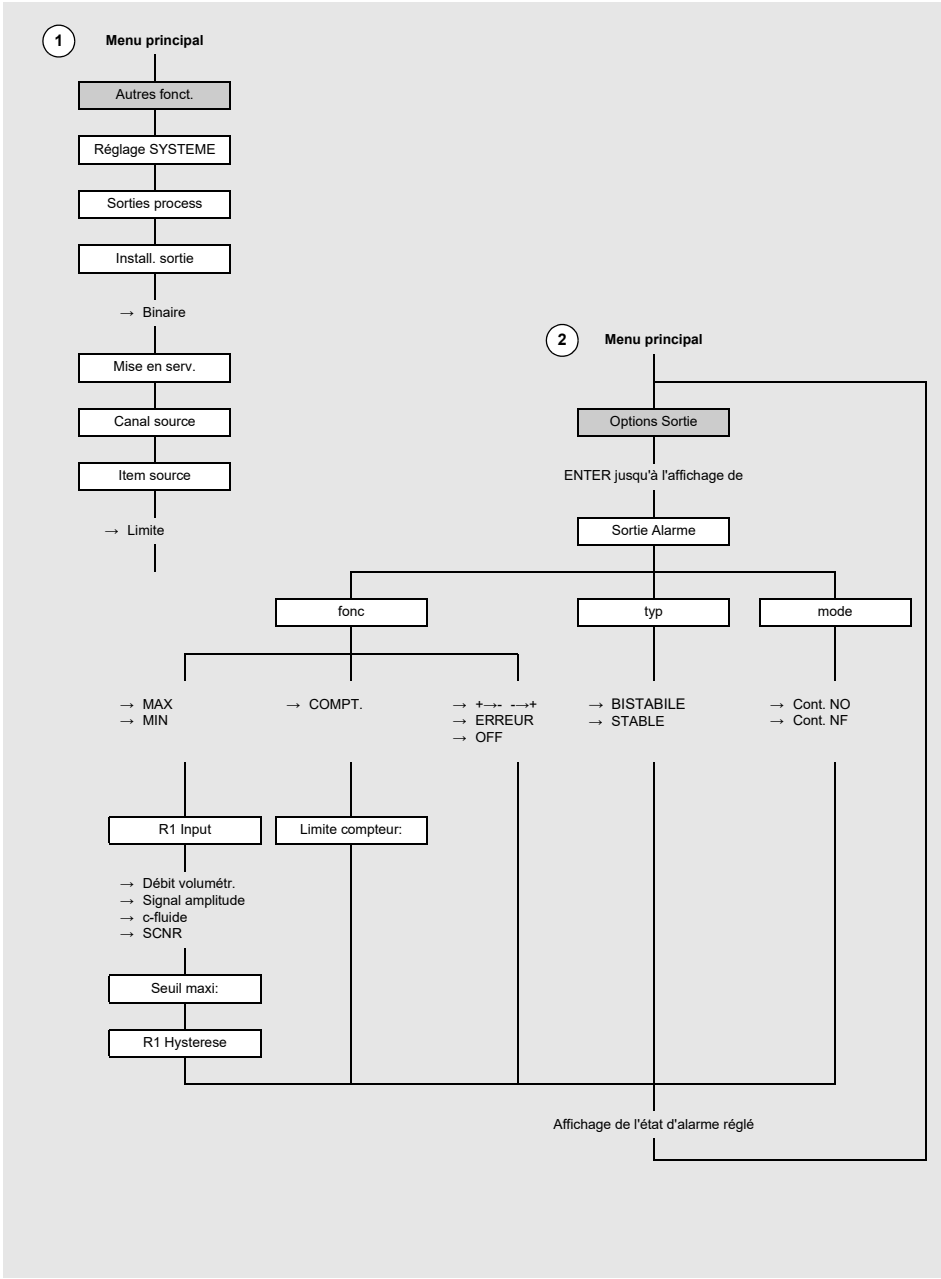 1 Menu principal
Autres fonct.
Réglage SYSTEME
Sorties process
Install. sortie
→ Binaire
Mise en serv.
Canal source
Item source
→ Limite
2 Menu principal
Options Sortie
ENTER jusqu'à l'affichage de
Sortie Alarme
fonc
typ
mode
→ MAX
→ MIN
→ COMPT.
→ +→- -→+
→ ERREUR
→ OFF
→ BISTABILE
→ STABLE
→ Cont. NO
→ Cont. NF
R1 Input
Limite compteur:
→ Débit volumétr.
→ Signal amplitude
→ c-fluide
→ SCNR
Seuil maxi:
R1 Hysterese
Affichage de l'état d'alarme réglé